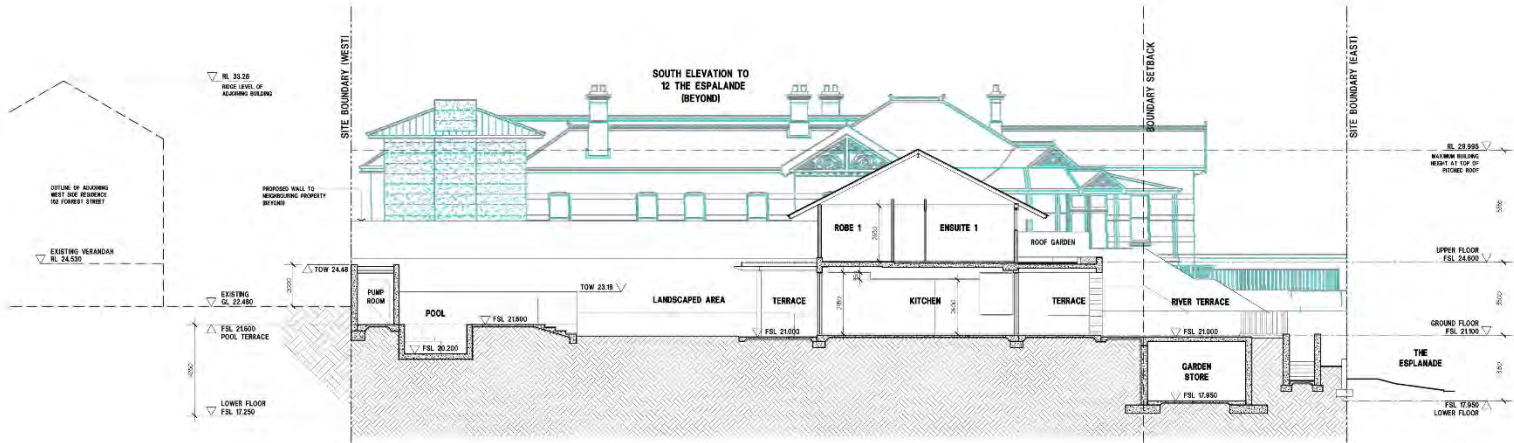 SITE BOUNDARY (WEST)
BOUNDARY SETBACK
SITE BOUNDARY (EAST)
SOUTH ELEVATION TO
12 THE ESPALANDE
(BEYOND)
RL 33.26
RIDGE LEVEL OF
ADJOINING BUILDING
RL 29.995
MAXIMUM BUILDING
HEIGHT AT TOP OF
PITCHED ROOF
OUTLINE OF ADJOINING
WEST SIDE RESIDENCE
102 FORREST STREET
PROPOSED WALL TO
NEIGHBOURING PROPERTY
(BEYOND)
ROBE 1
2650
ENSUITE 1
ROOF GARDEN
EXISTING VERANDAH
RL 24.530
UPPER FLOOR
FSL 24.600
TOW 24.48
PUMP
ROOM
TOW 23.18
EXISTING
GL 22.480
POOL
LANDSCAPED AREA
TERRACE
KITCHEN
2600
TERRACE
RIVER TERRACE
3500
FSL 21.600
POOL TERRACE
FSL 21.600
FSL 21.000
FSL 21.000
GROUND FLOOR
FSL 21.100
FSL 20.200
GARDEN
STORE
THE
ESPLANADE
LOWER FLOOR
FSL 17.250
FSL 17.950
FSL 17.950
LOWER FLOOR